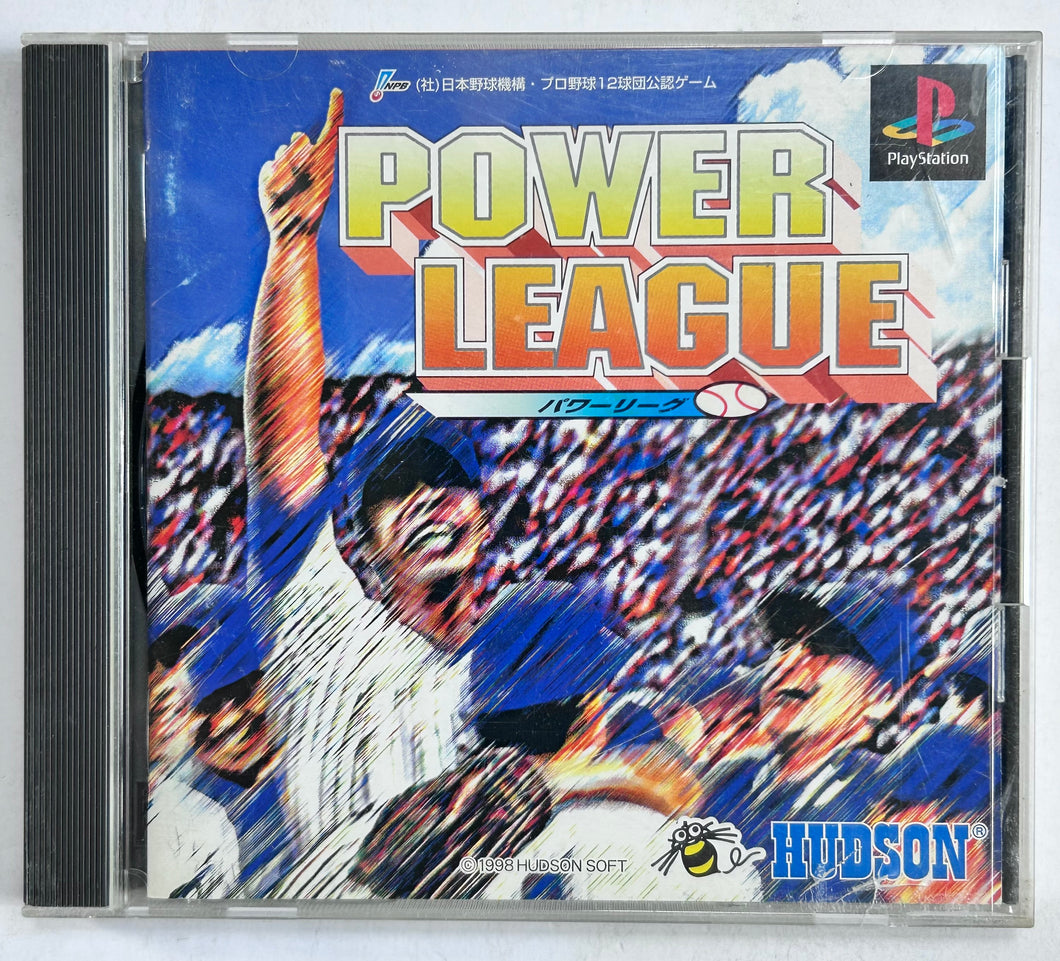 NPB (社)日本野球機構・プロ野球12球団公認ゲーム
PlayStation
POWER
LEAGUE
パワーリーグ
© 1998 HUDSON SOFT
HUDSON®